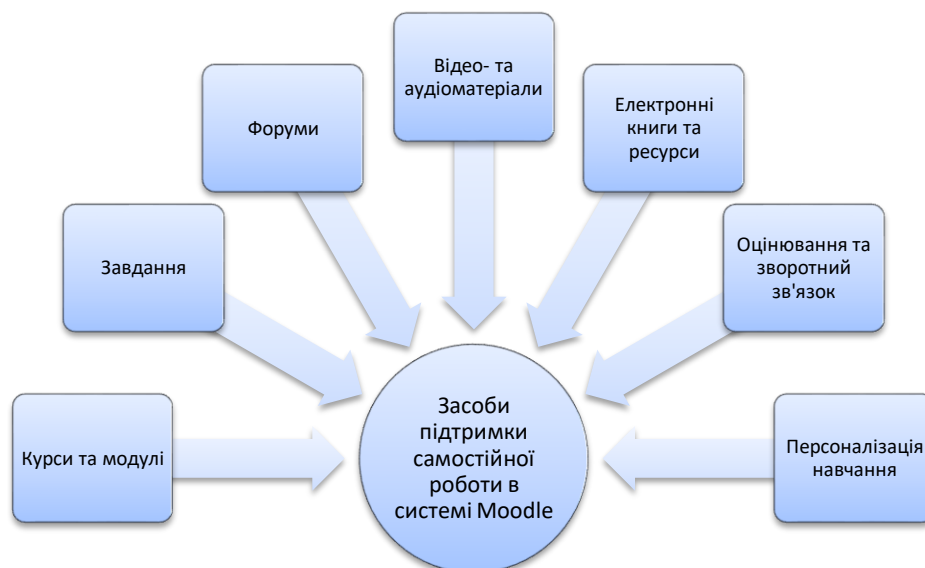 Відео- та
аудіоматеріали
Форуми
Електронні
книги та
ресурси
Завдання
Оцінювання та
зворотний
зв'язок
Курси та модулі
Засоби
підтримки
самостійної
роботи в
системі Moodle
Персоналізація
навчання